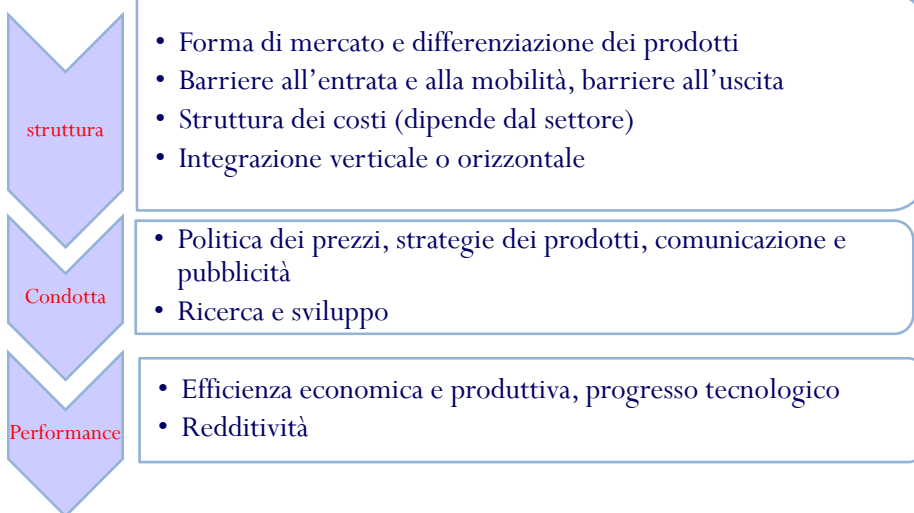 struttura
• Forma di mercato e differenziazione dei prodotti
• Barriere all’entrata e alla mobilità, barriere all’uscita
• Struttura dei costi (dipende dal settore)
• Integrazione verticale o orizzontale
Condotta
• Politica dei prezzi, strategie dei prodotti, comunicazione e
pubblicità
• Ricerca e sviluppo
Performance
• Efficienza economica e produttiva, progresso tecnologico
• Redditività